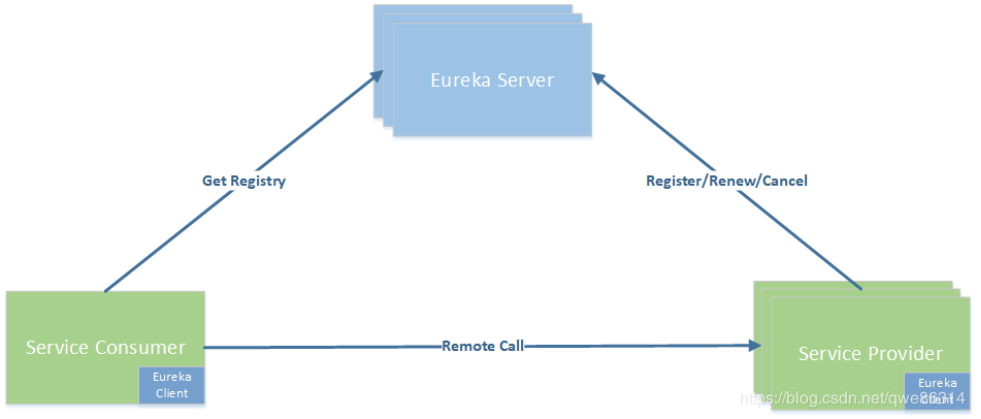 Eureka Server
Get Registry
Register/Renew/Cancel
Service Consumer
Eureka
Client
Remote Call
Service Provider
Eureka
Client
https://blog.csdn.net/qwe86314